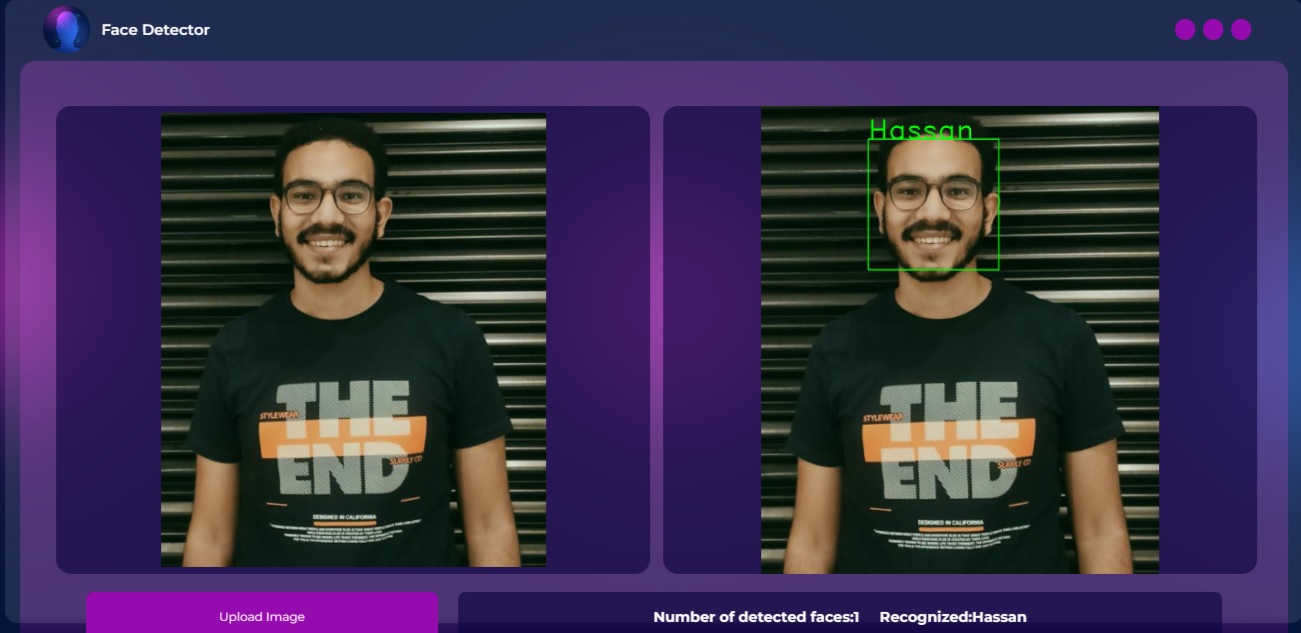 Face Detector
STYLEWEAR
THE
END
SUPPLY CO
DESIGNED IN CALIFORNIA
Hassan
STYLEWEAR
THE
END
SUPPLY CO
DESIGNED IN CALIFORNIA
Upload Image
Number of detected faces:1 Recognized:Hassan